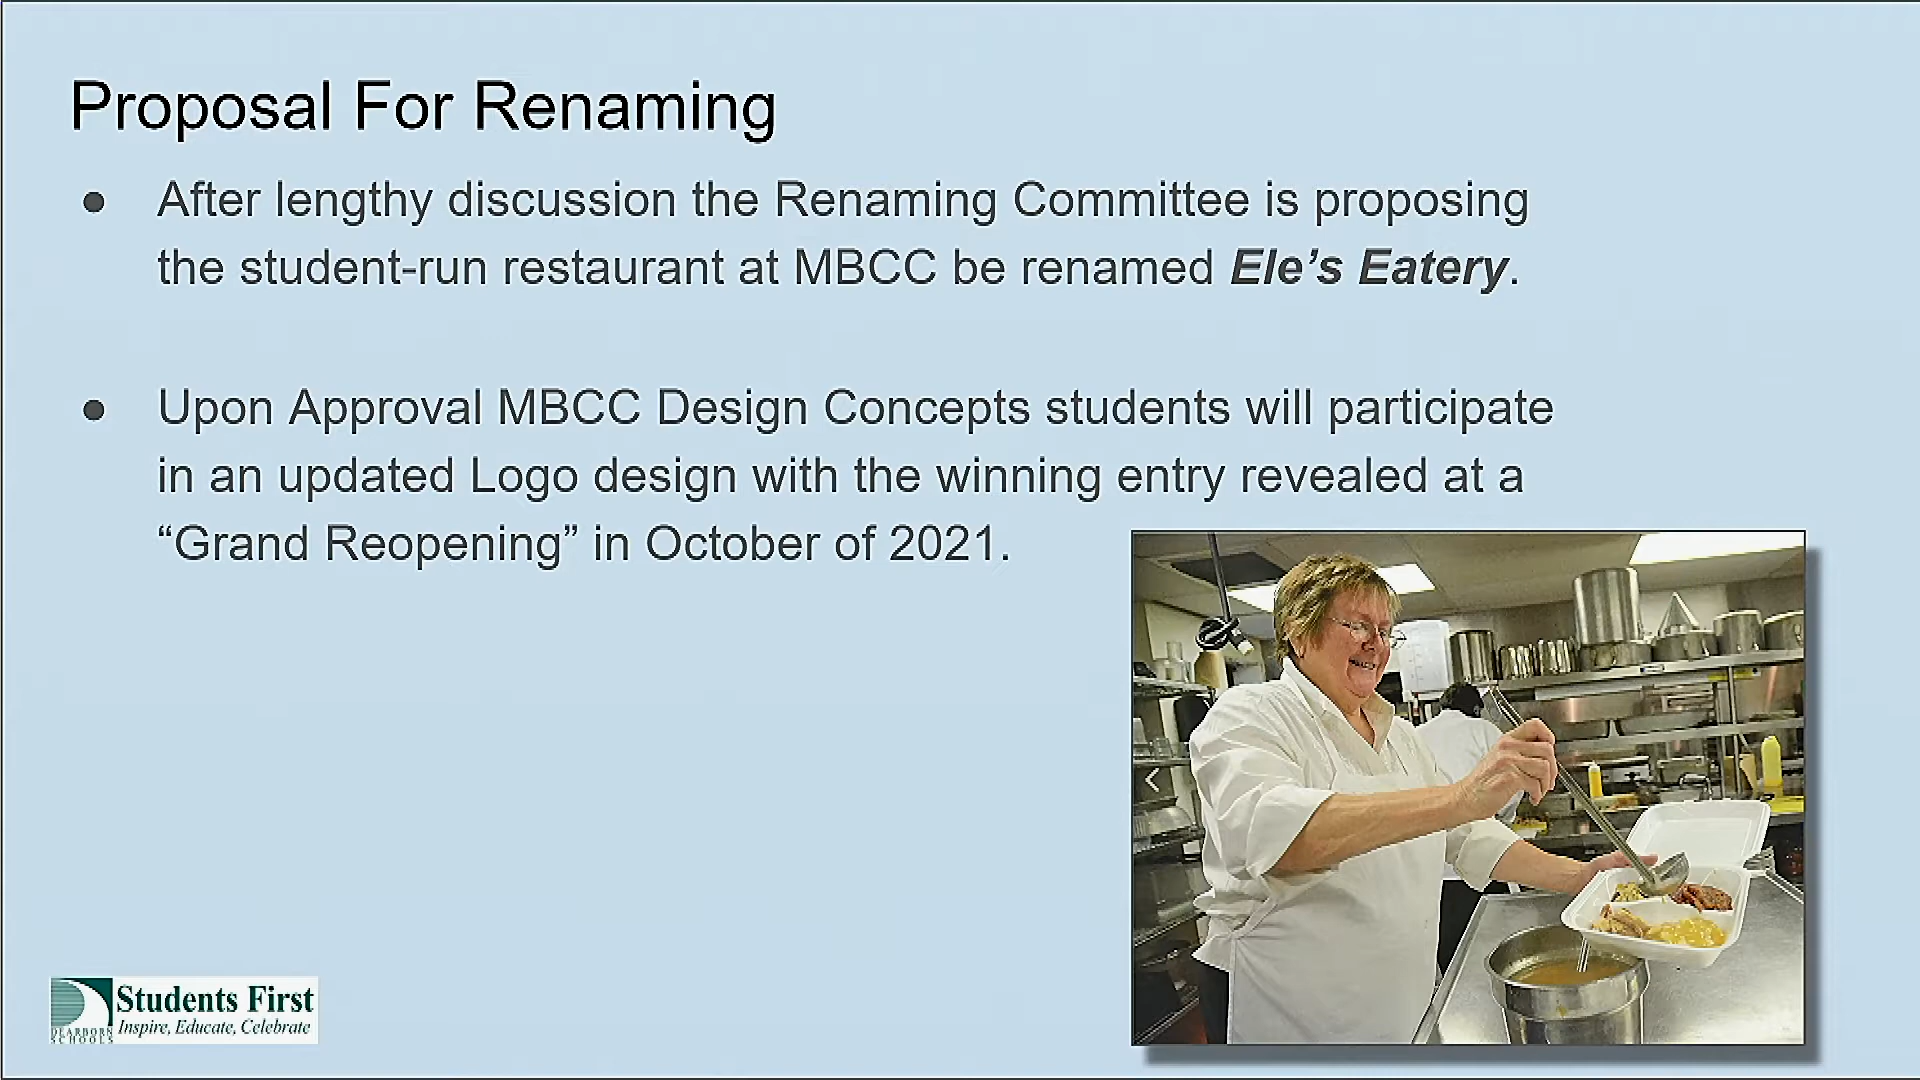 Proposal For Renaming
● After lengthy discussion the Renaming Committee is proposing
the student-run restaurant at MBCC be renamed Ele’s Eatery.
● Upon Approval MBCC Design Concepts students will participate
in an updated Logo design with the winning entry revealed at a
“Grand Reopening” in October of 2021.
Students First
Inspire, Educate, Celebrate
DEARBORN
SCHOOLS